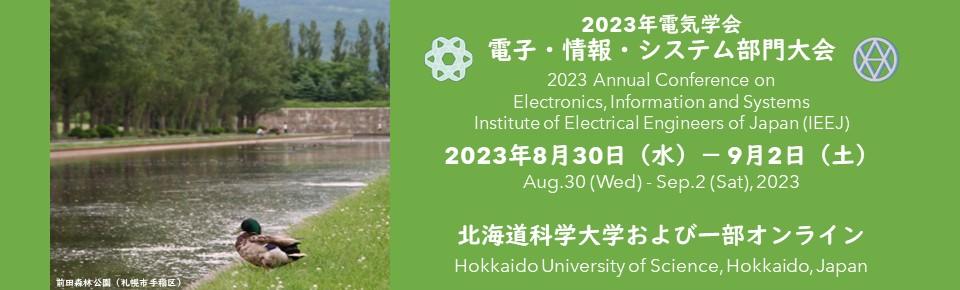 2023年電気学会
電子・情報・システム部門大会
2023 Annual Conference on
Electronics, Information and Systems
Institute of Electrical Engineers of Japan (IEEJ)
2023年8月30日（水）－ 9月2日（土）
Aug.30 (Wed) - Sep.2 (Sat), 2023
北海道科学大学および一部オンライン
Hokkaido University of Science, Hokkaido, Japan
前田森林公園（札幌市手稲区）